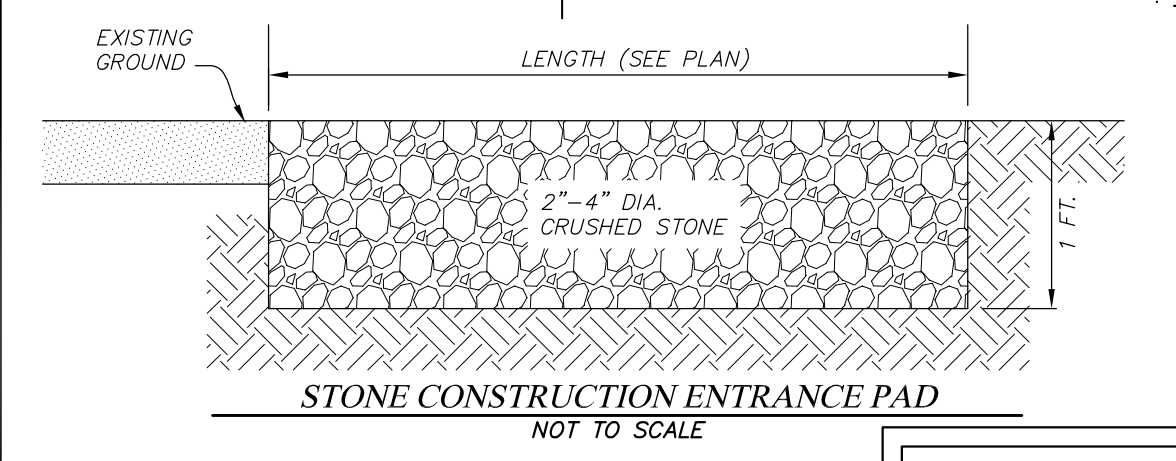 EXISTING
GROUND
LENGTH (SEE PLAN)
2”–4” DIA.
CRUSHED STONE
1 FT.
STONE CONSTRUCTION ENTRANCE PAD
NOT TO SCALE